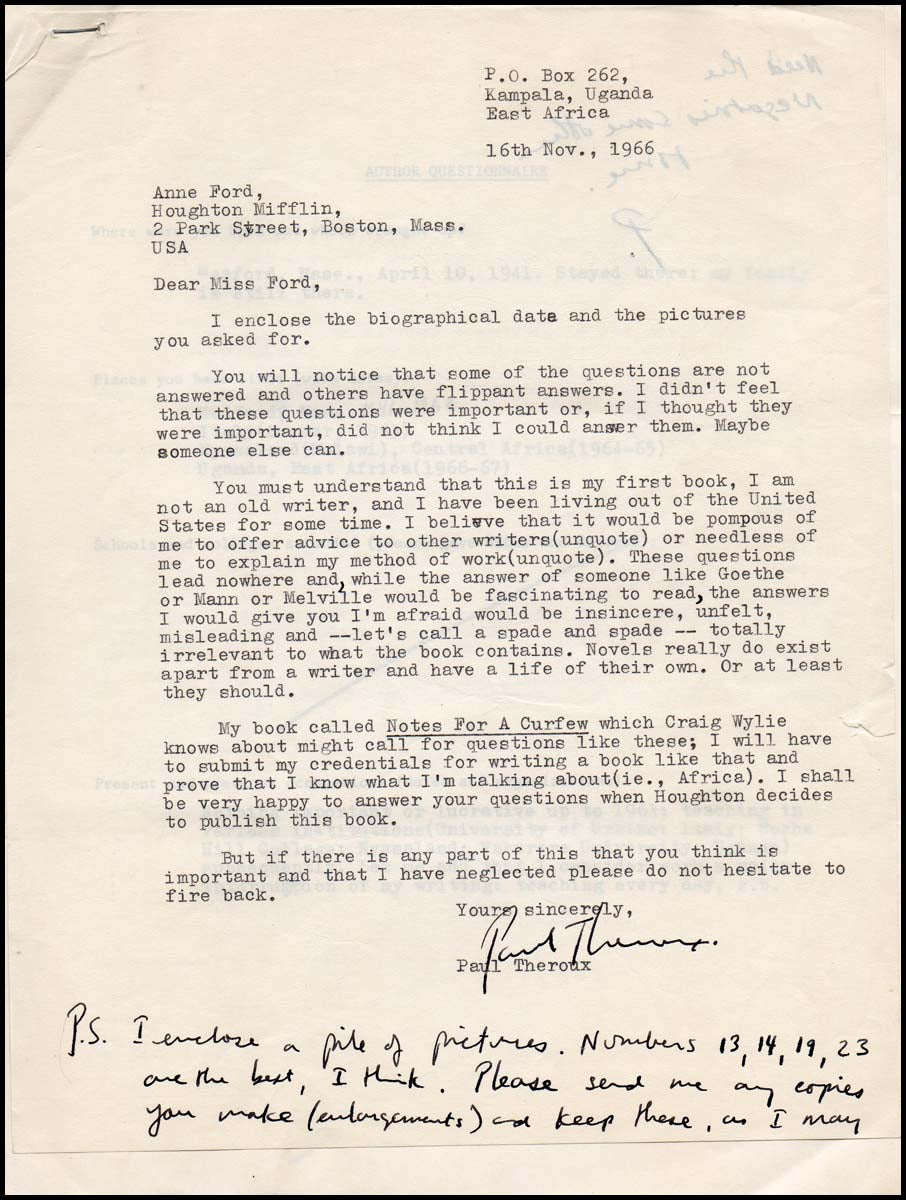 P.O. Box 262,
Kampala, Uganda
East Africa
16th Nov., 1966
AUTHOR QUESTIONNAIRE
Anne Ford,
Houghton Mifflin,
2 Park Street, Boston, Mass.
USA
Dear Miss Ford,
I enclose the biographical data and the pictures
you asked for.
You will notice that some of the questions are not
answered and others have flippant answers. I didn't feel
that these questions were important or, if I thought they
were important, did not think I could answer them. Maybe
someone else can.
You must understand that this is my first book, I am
not an old writer, and I have been living out of the United
States for some time. I believe that it would be pompous of
me to offer advice to other writers(unquote) or needless of
me to explain my method of work(unquote). These questions
lead nowhere and, while the answer of someone like Goethe
or Mann or Melville would be fascinating to read, the answers
I would give you I'm afraid would be insincere, unfelt,
misleading and --let's call a spade and spade -- totally
irrelevant to what the book contains. Novels really do exist
apart from a writer and have a life of their own. Or at least
they should.
My book called Notes For A Curfew which Craig Wylie
knows about might call for questions like these; I will have
to submit my credentials for writing a book like that and
prove that I know what I'm talking about(ie., Africa). I shall
be very happy to answer your questions when Houghton decides
to publish this book.
But if there is any part of this that you think is
important and that I have neglected please do not hesitate to
fire back.
Yours sincerely,
Paul Theroux.
Paul Theroux
P.S. I enclose a pile of pictures. Numbers 13, 14, 19, 23
are the best, I think. Please send me any copies
you make (enlargements) and keep these, as I may